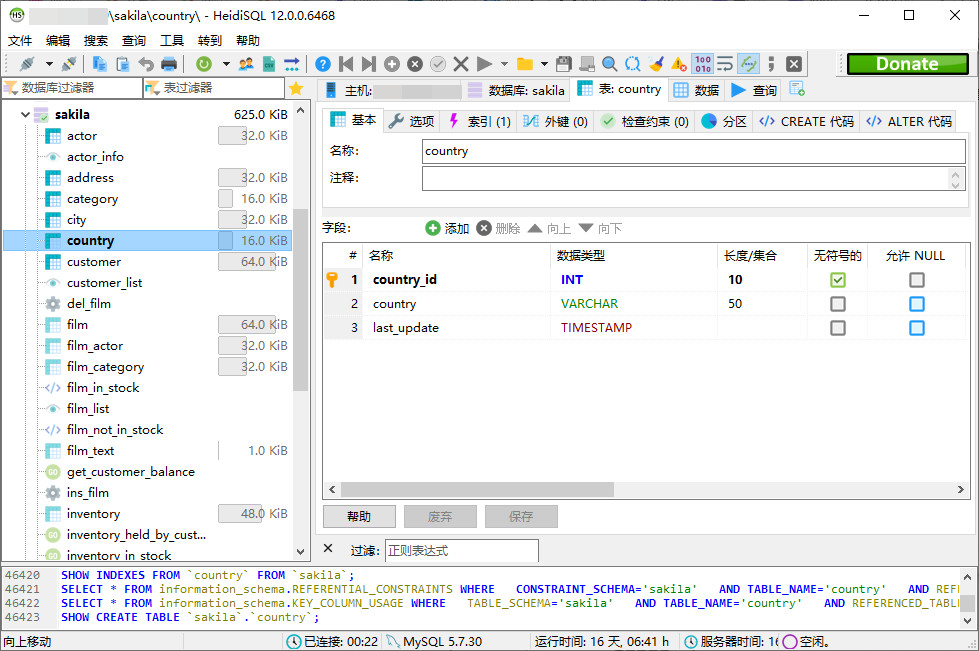 \sakila\country\ - HeidiSQL 12.0.0.6468
文件 编辑 搜索 查询 工具 转到 帮助
Donate
数据库过滤器 表过滤器
主机: 数据库: sakila 表: country 数据 查询
sakila 625.0 KiB
actor 32.0 KiB
actor_info
address 32.0 KiB
category 16.0 KiB
city 32.0 KiB
country 16.0 KiB
customer 64.0 KiB
customer_list
del_film
film 64.0 KiB
film_actor 32.0 KiB
film_category 32.0 KiB
film_in_stock
film_list
film_not_in_stock
film_text 1.0 KiB
get_customer_balance
ins_film
inventory 48.0 KiB
inventory_held_by_cust...
inventory_in_stock
基本 选项 索引 (1) 外键 (0) 检查约束 (0) 分区 CREATE 代码 ALTER 代码
名称: country
注释:
字段: 添加 删除 向上 向下
# 名称 数据类型 长度/集合 无符号的 允许 NULL
1 country_id INT 10
2 country VARCHAR 50
3 last_update TIMESTAMP
帮助 废弃 保存
过滤: 正则表达式
46420 SHOW INDEXES FROM `country` FROM `sakila`;
46421 SELECT * FROM information_schema.REFERENTIAL_CONSTRAINTS WHERE CONSTRAINT_SCHEMA='sakila' AND TABLE_NAME='country' AND REFE
46422 SELECT * FROM information_schema.KEY_COLUMN_USAGE WHERE TABLE_SCHEMA='sakila' AND TABLE_NAME='country' AND REFERENCED_TABL
46423 SHOW CREATE TABLE `sakila`.`country`;
向上移动 已连接: 00:22 MySQL 5.7.30 运行时间: 16 天, 06:41 h 服务器时间: 16 空闲。